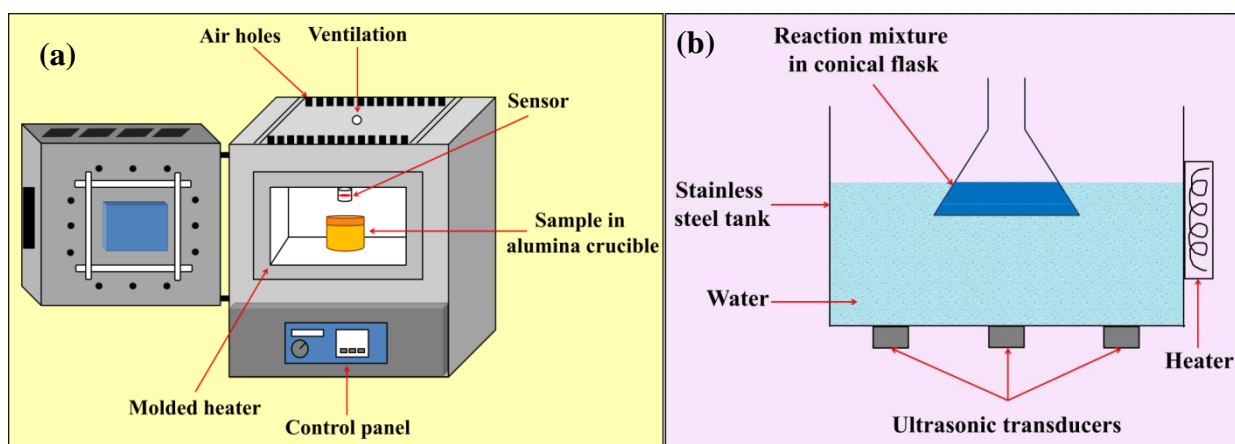 (a)
Air holes
Ventilation
Sensor
Sample in
alumina crucible
Molded heater
Control panel
(b)
Reaction mixture
in conical flask
Stainless
steel tank
Water
Heater
Ultrasonic transducers